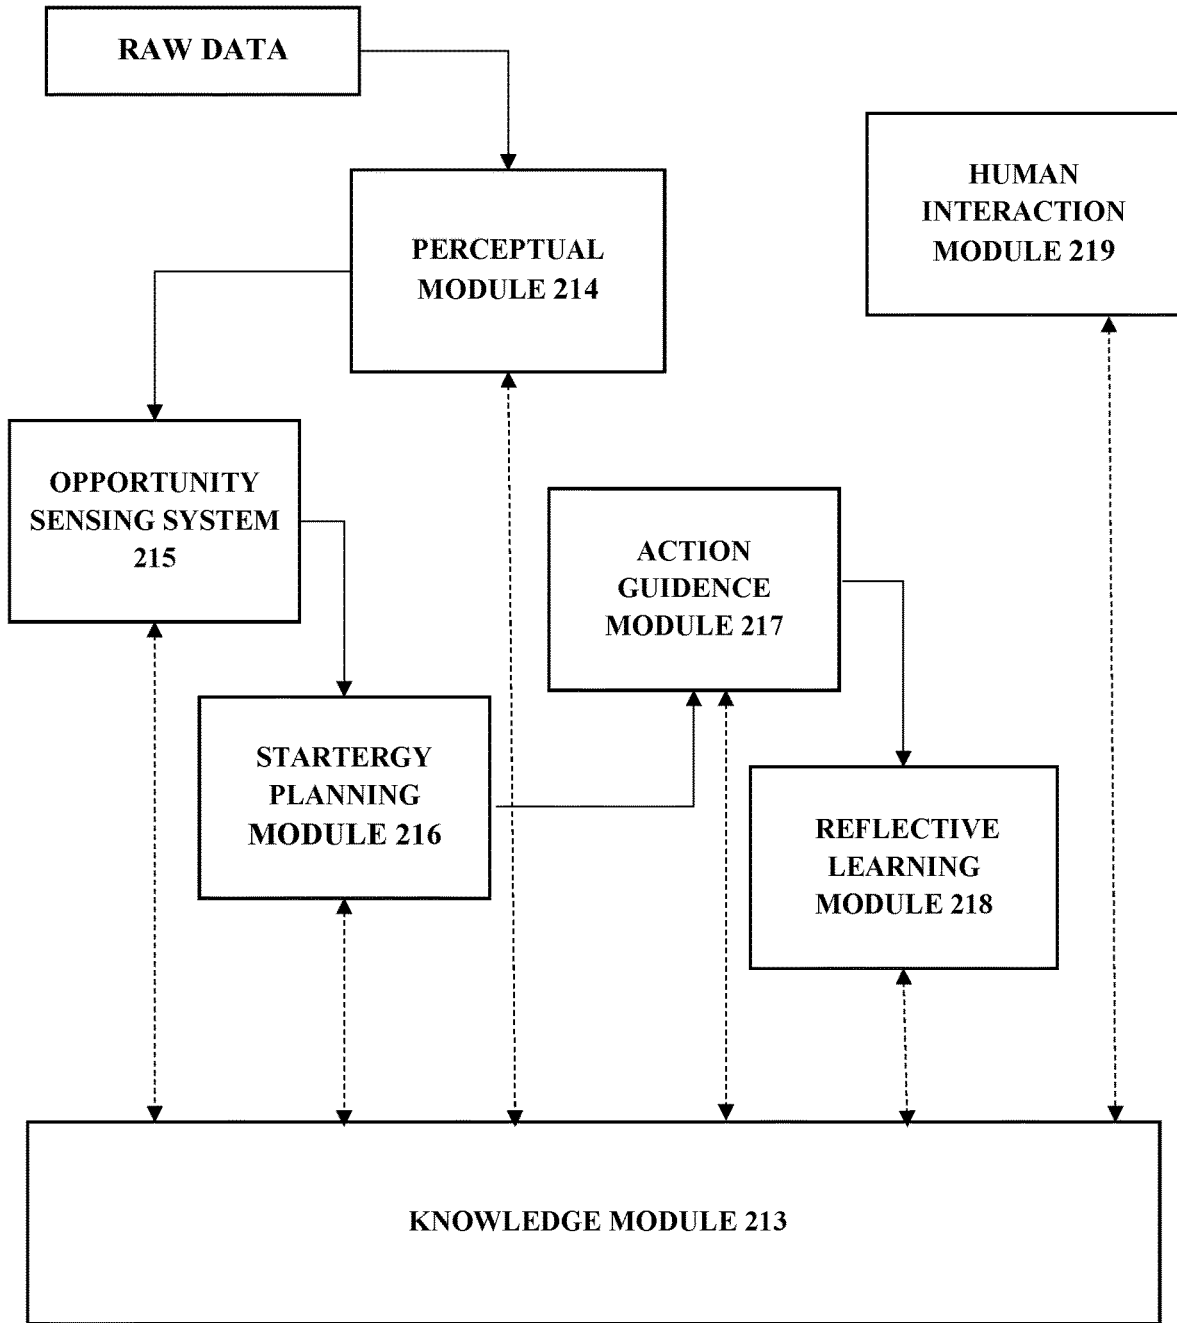 RAW DATA
HUMAN
INTERACTION
MODULE 219
PERCEPTUAL
MODULE 214
OPPORTUNITY
SENSING SYSTEM
215
ACTION
GUIDENCE
MODULE 217
STARTERGY
PLANNING
MODULE 216
REFLECTIVE
LEARNING
MODULE 218
KNOWLEDGE MODULE 213